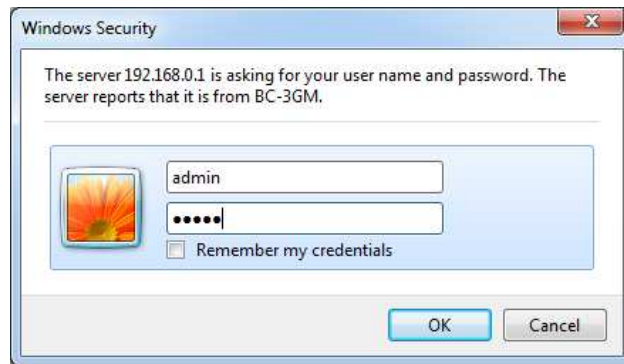 Windows Security
The server 192.168.0.1 is asking for your user name and password. The
server reports that it is from BC-3GM.
admin
●●●●●
Remember my credentials
OK
Cancel